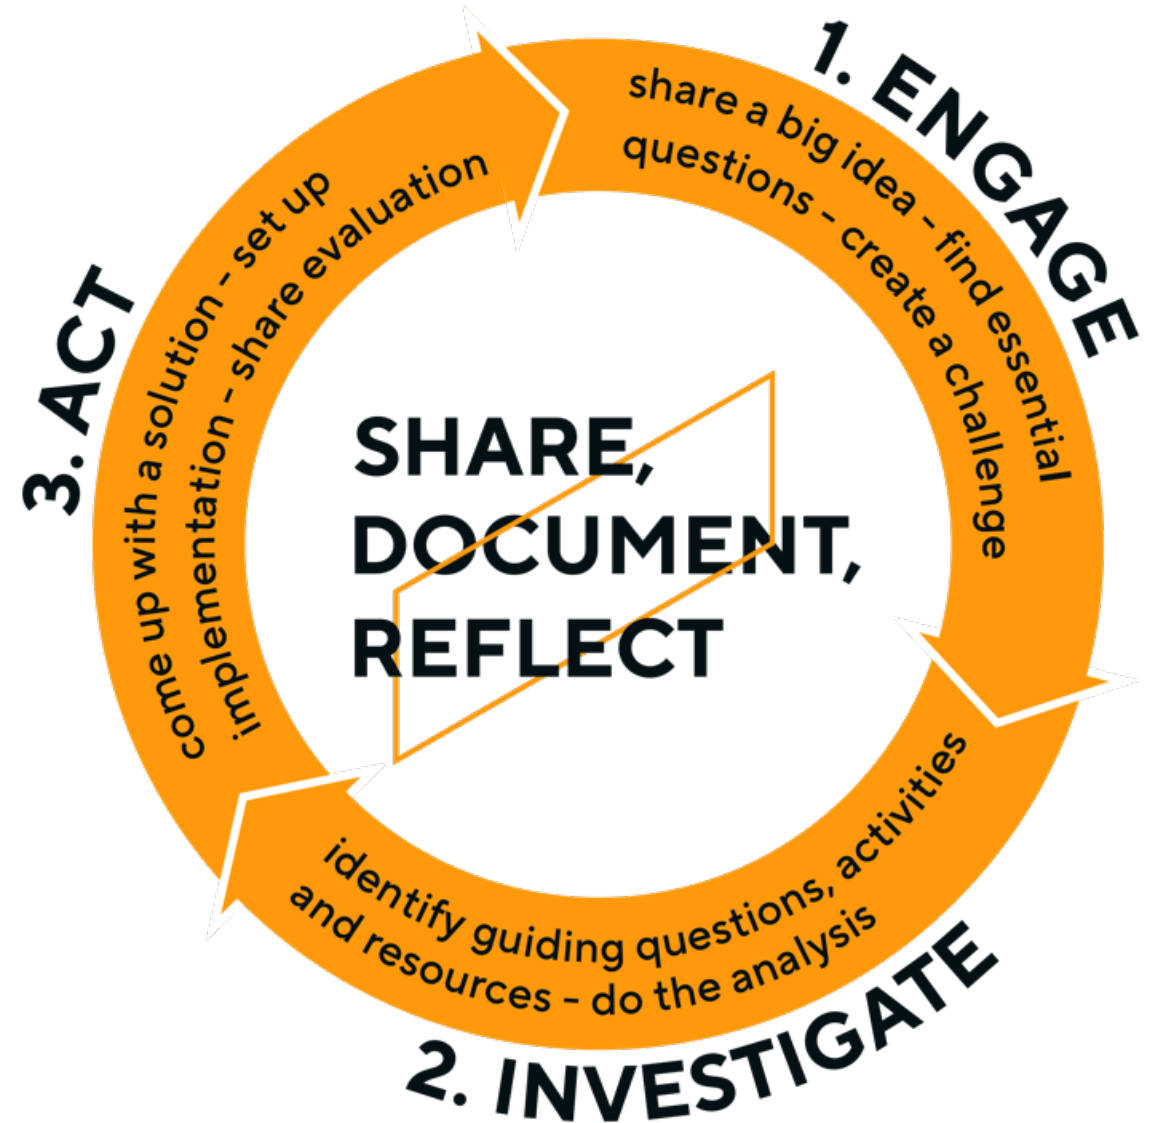 1. ENGAGE
share a big idea - find essential
questions - create a challenge
2. INVESTIGATE
identify guiding questions, activities
and resources - do the analysis
3. ACT
come up with a solution - set up
implementation - share evaluation
SHARE,
DOCUMENT,
REFLECT